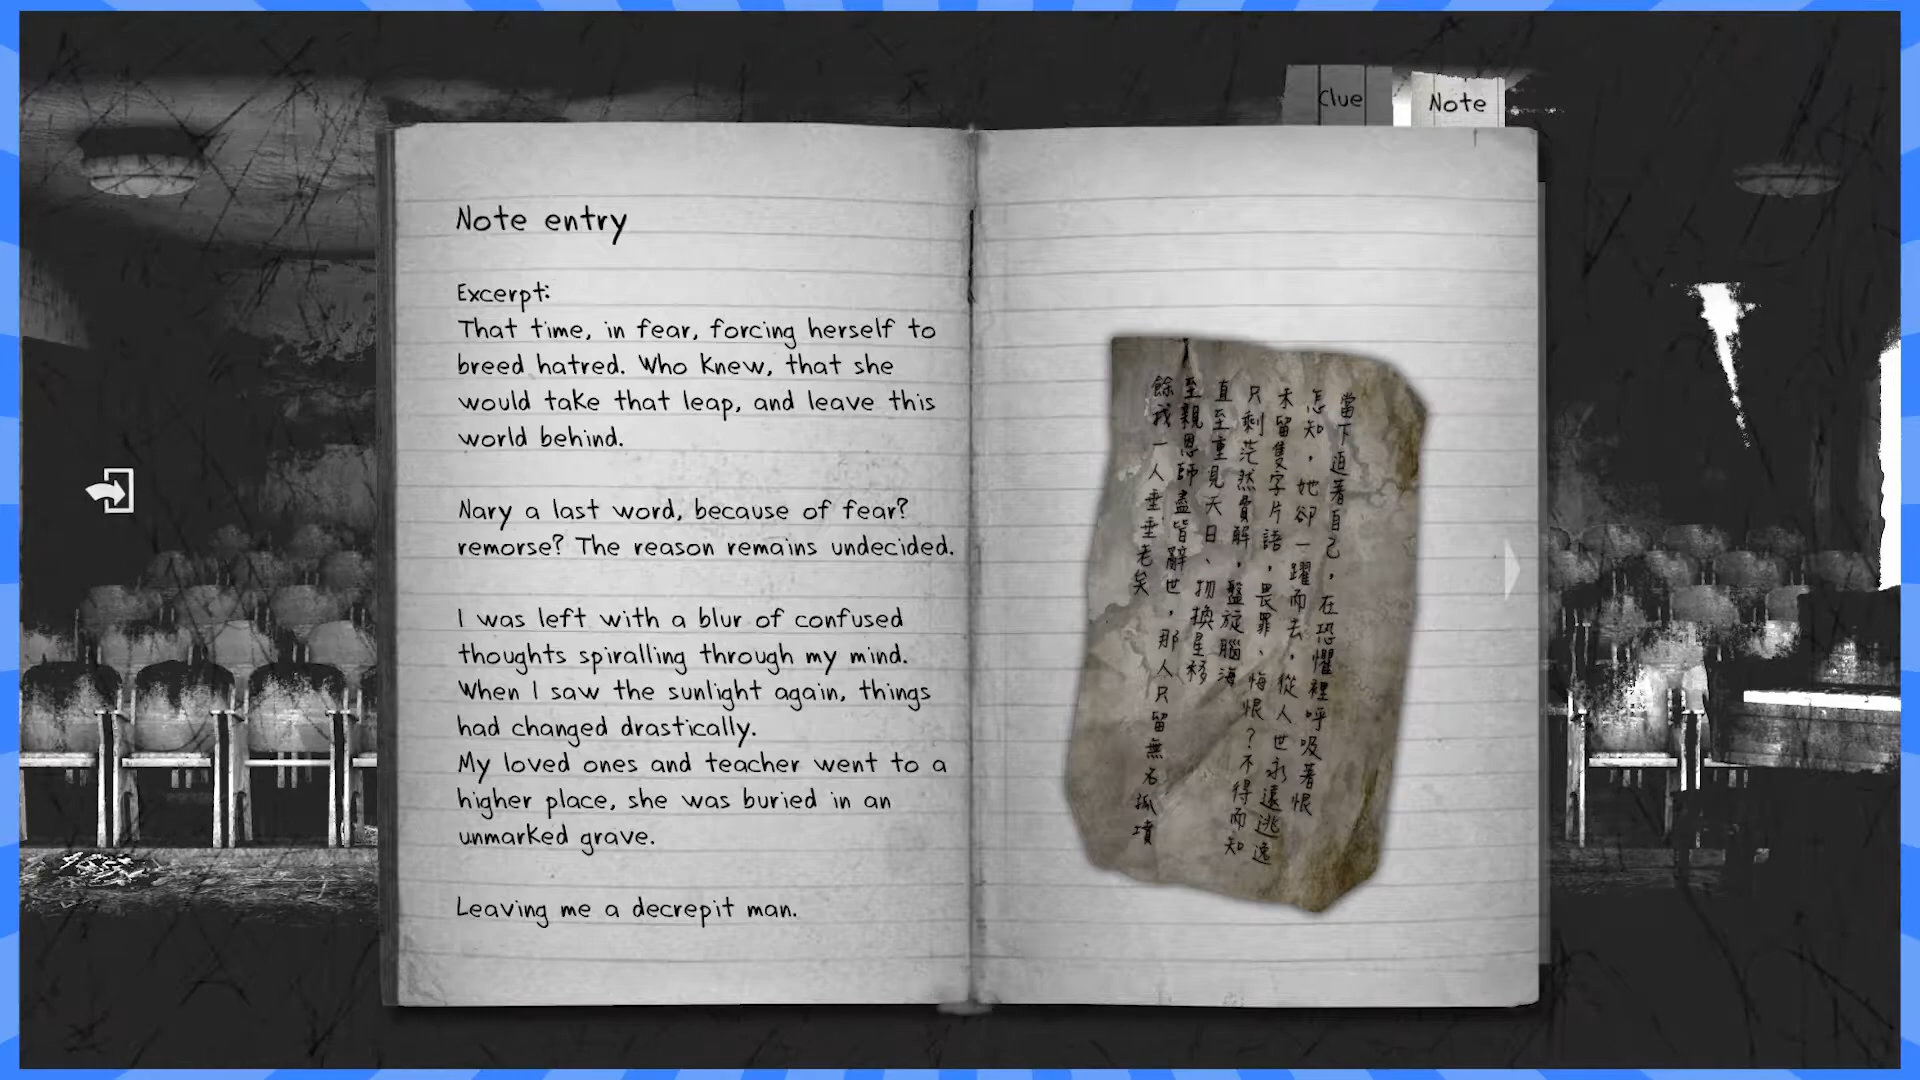 Clue
Note
Note entry
Excerpt:
That time, in fear, forcing herself to
breed hatred. Who Knew, that she
would take that leap, and leave this
world behind.
Nary a last word, because of fear?
remorse? The reason remains undecided.
I was left with a blur of confused
thoughts spiralling through my mind.
When I saw the sunlight again, things
had changed drastically.
My loved ones and teacher went to a
higher place, she was buried in an
unmarked grave.
Leaving me a decrepit man.
當下迫著自己，在恐懼裡呼吸著恨
怎知，她卻一躍而去，從人世永遠逃逸
未留隻字片語，畏罪、悔恨？不得而知
只剩茫然費解，盤旋腦海
直至重見天日、物換星移
至親恩師盡皆辭世，那人只留無名孤墳
餘我一人垂垂老矣